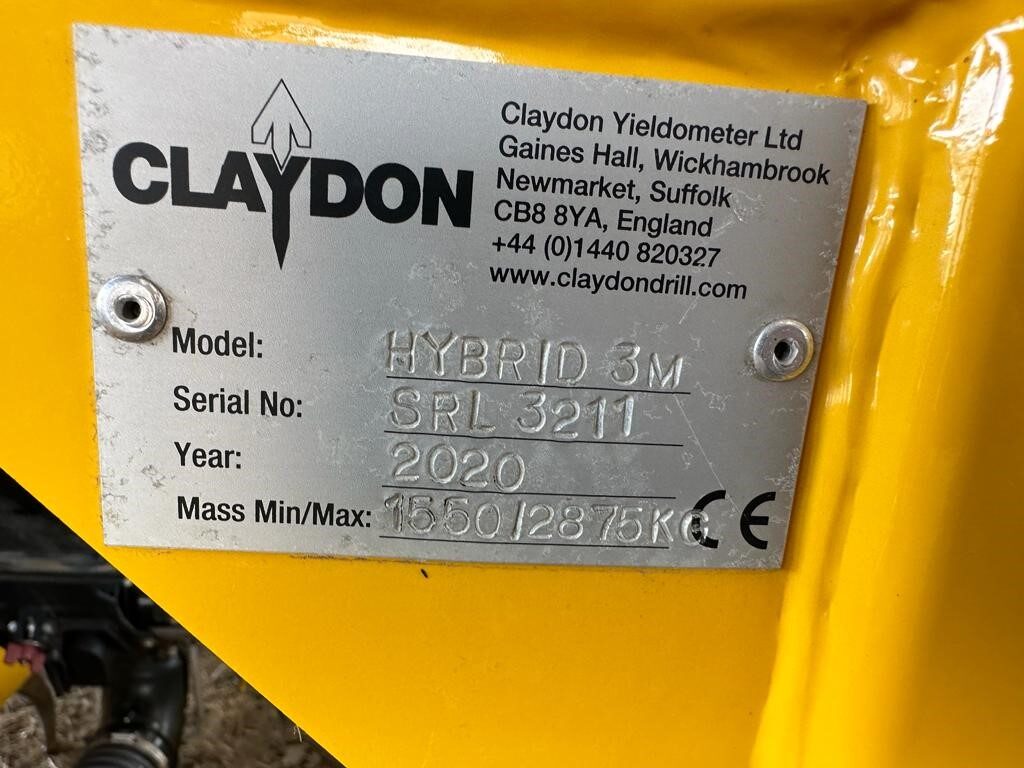 CLAYDON
Claydon Yieldometer Ltd
Gaines Hall, Wickhambrook
Newmarket, Suffolk
CB8 8YA, England
+44 (0)1440 820327
www.claydondrill.com
Model: HYBRID 3M
Serial No: SRL 3211
Year: 2020
Mass Min/Max: 1550/2875KG CE